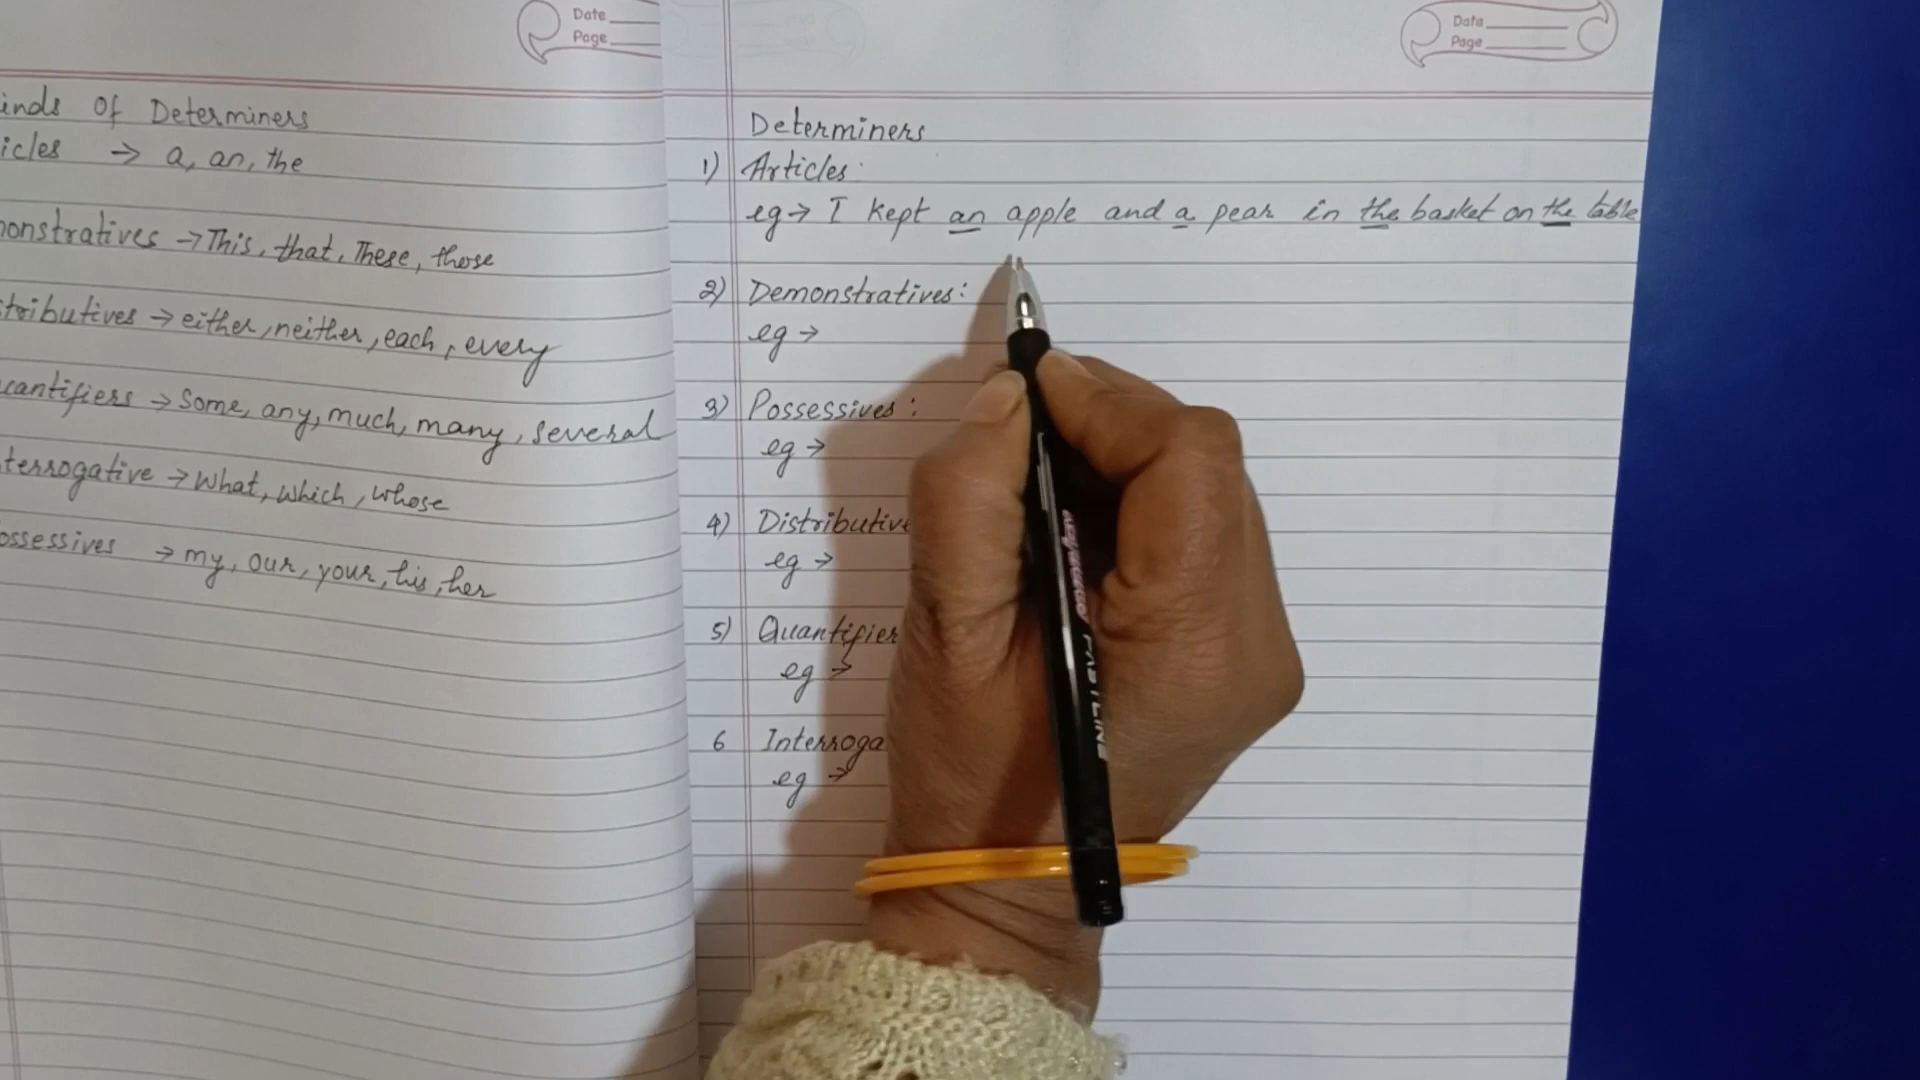 Date
Page
inds Of Determiners
icles → a, an, the
monstratives → This, that, These, those
tributives → either, neither, each, every
uantifiers → Some, any, much, many, several
terrogative → What, which, whose
ossessives → my, our, your, his, her
Date
Page
Determiners
1) Articles:
eg → I kept an apple and a pear in the basket on the table
2) Demonstratives:
eg →
3) Possessives:
eg →
4) Distributive
eg →
5) Quantifier
eg →
6 Interroga
eg →
FASTLINE